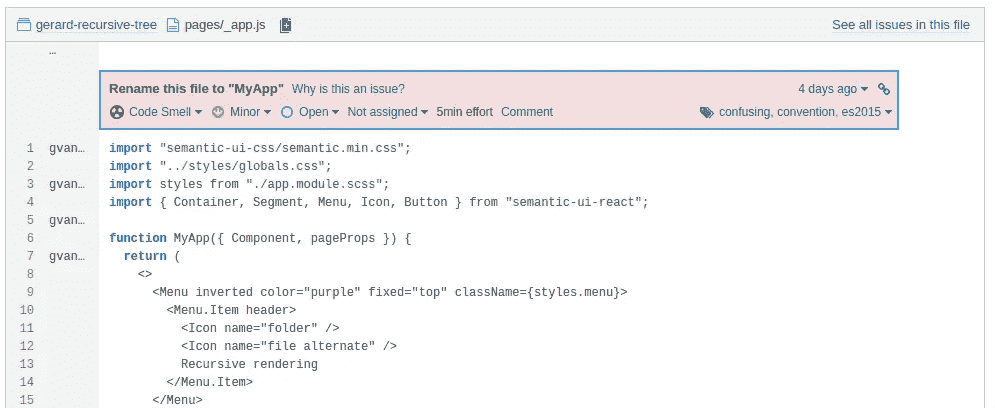 gerard-recursive-tree pages/_app.js See all issues in this file
…
Rename this file to "MyApp" Why is this an issue? 4 days ago
Code Smell Minor Open Not assigned 5min effort Comment confusing, convention, es2015
1 gvan… import "semantic-ui-css/semantic.min.css";
2 import "../styles/globals.css";
3 gvan… import styles from "./app.module.scss";
4 import { Container, Segment, Menu, Icon, Button } from "semantic-ui-react";
5 gvan…
6 function MyApp({ Component, pageProps }) {
7 gvan… return (
8 <>
9 <Menu inverted color="purple" fixed="top" className={styles.menu}>
10 <Menu.Item header>
11 <Icon name="folder" />
12 <Icon name="file alternate" />
13 Recursive rendering
14 </Menu.Item>
15 </Menu>